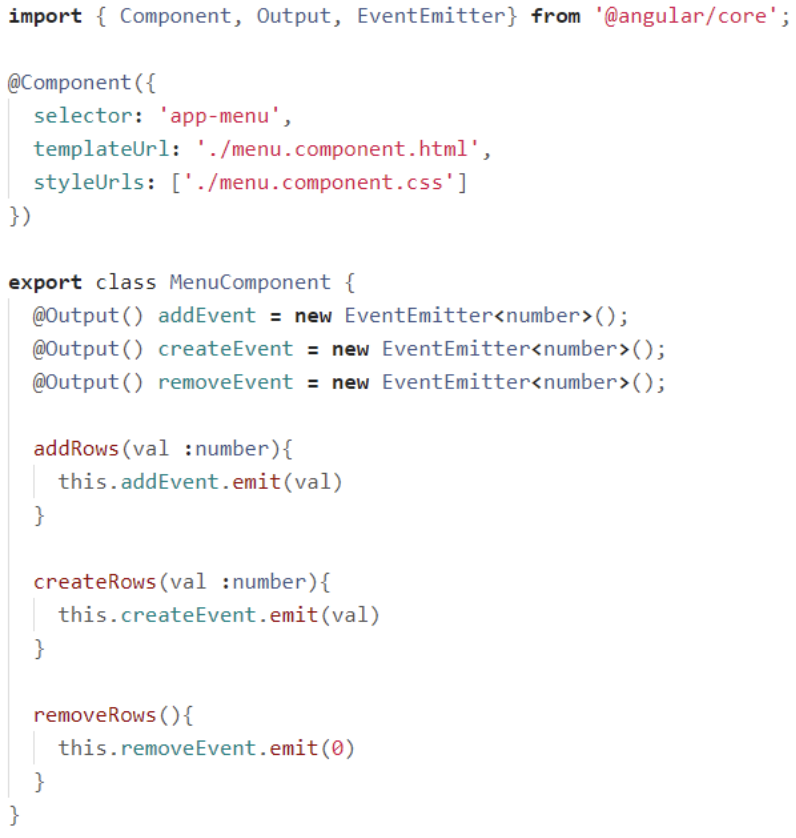 import { Component, Output, EventEmitter} from '@angular/core';

@Component({
  selector: 'app-menu',
  templateUrl: './menu.component.html',
  styleUrls: ['./menu.component.css']
})

export class MenuComponent {
  @Output() addEvent = new EventEmitter<number>();
  @Output() createEvent = new EventEmitter<number>();
  @Output() removeEvent = new EventEmitter<number>();

  addRows(val :number){
    this.addEvent.emit(val)
  }

  createRows(val :number){
    this.createEvent.emit(val)
  }

  removeRows(){
    this.removeEvent.emit(0)
  }
}